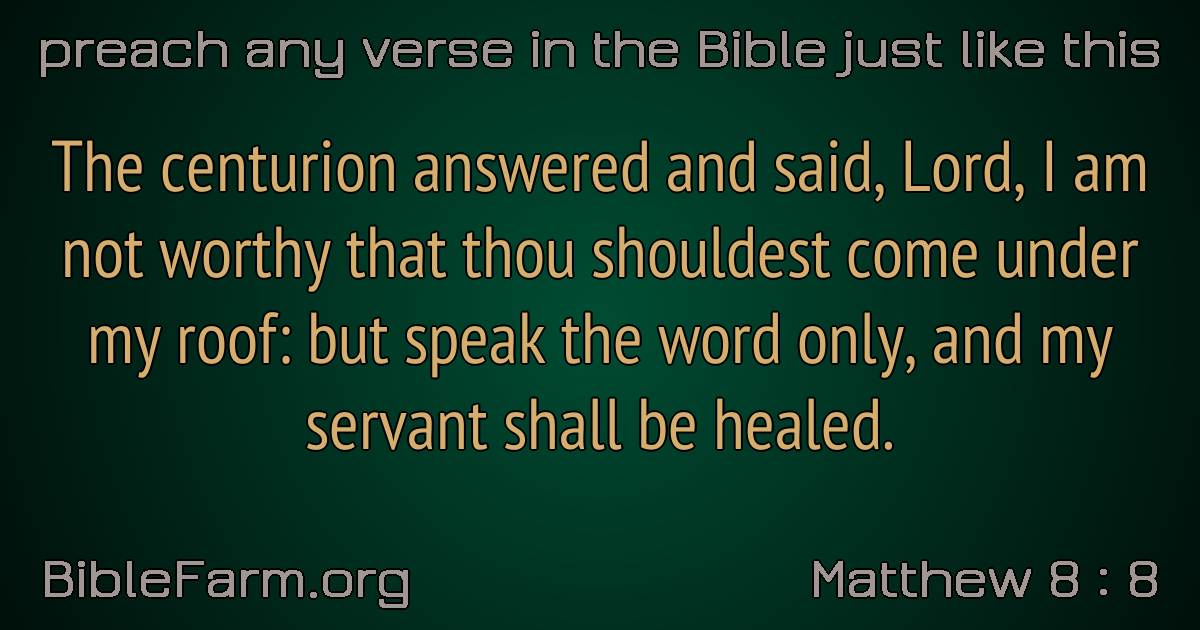 preach any verse in the Bible just like this
The centurion answered and said, Lord, I am
not worthy that thou shouldest come under
my roof: but speak the word only, and my
servant shall be healed.
BibleFarm.org
Matthew 8 : 8